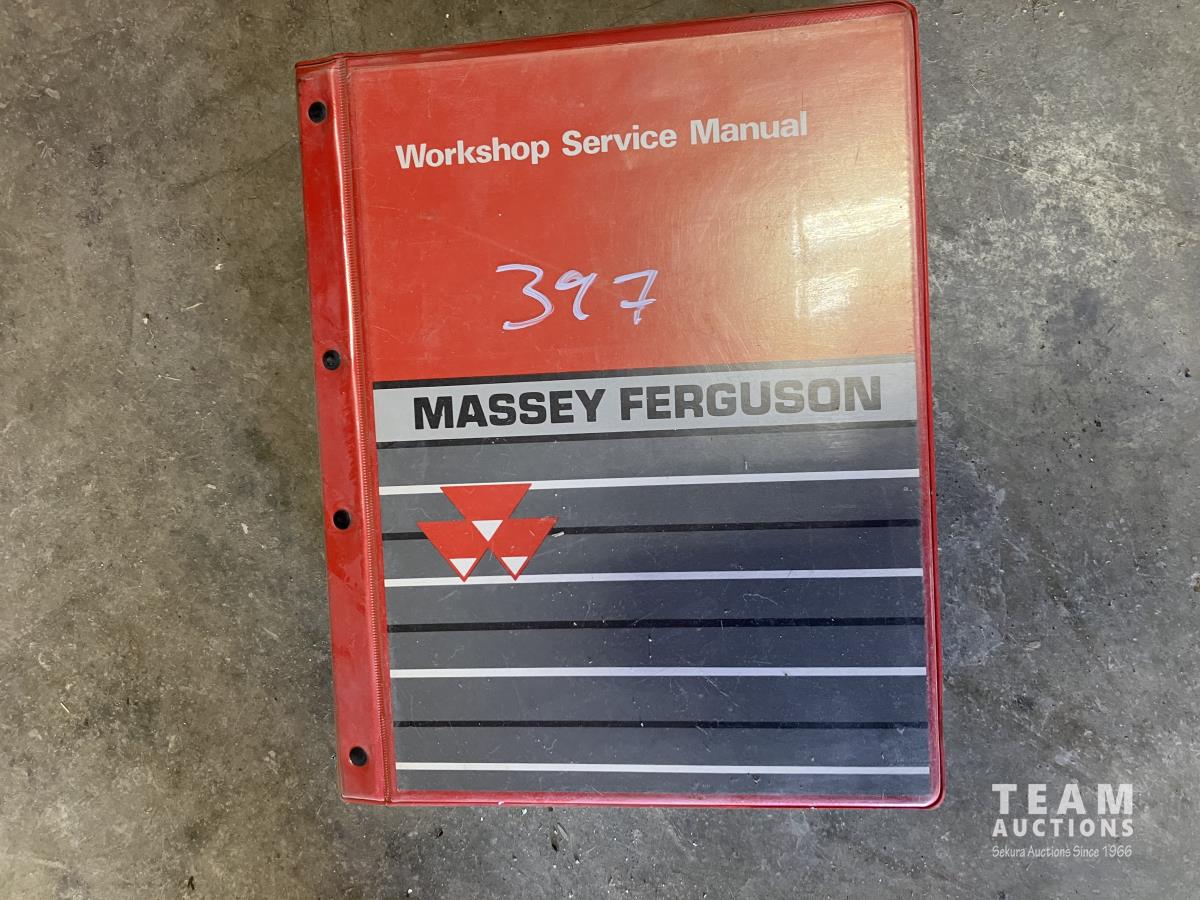 Workshop Service Manual
397
MASSEY FERGUSON
TEAM
AUCTIONS
Sekura Auctions Since 1966